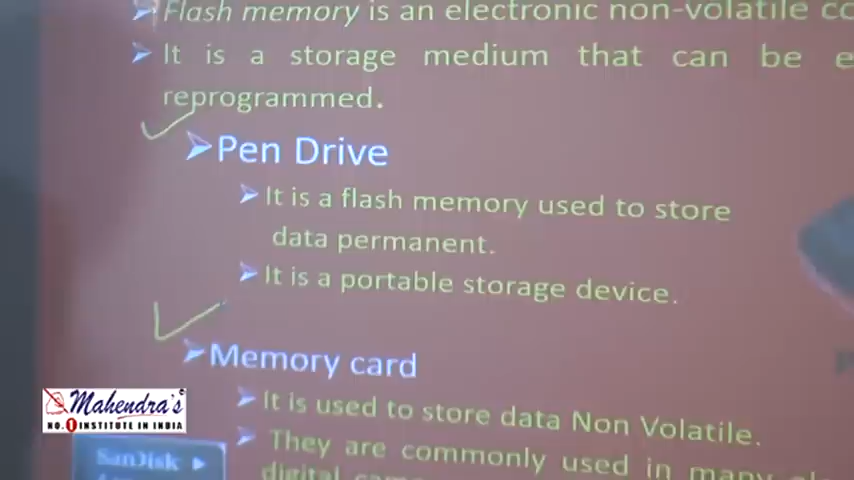 Flash memory is an electronic non-volatile
It is a storage medium that can be
reprogrammed.
Pen Drive
It is a flash memory used to store
data permanent.
It is a portable storage device.
Memory card
It is used to store data Non Volatile.
They are commonly used in many
digital
Mahendra's
NO. 1 INSTITUTE IN INDIA
SanDisk